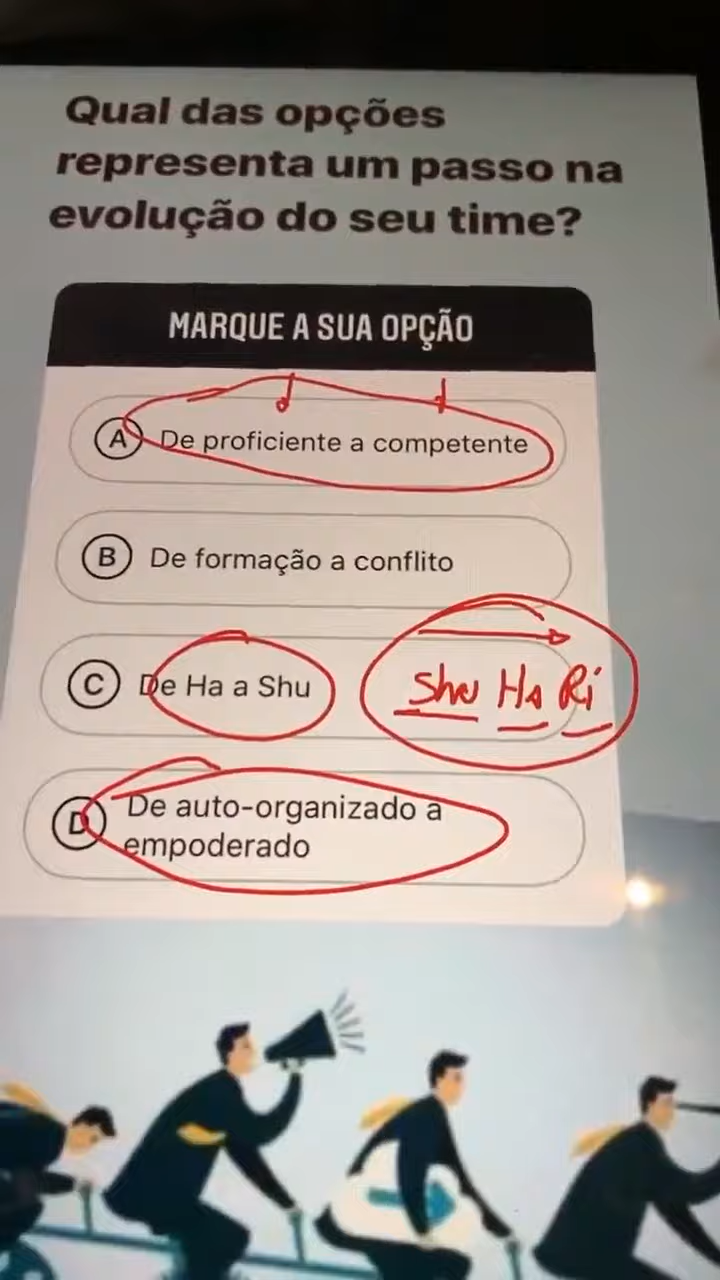 Qual das opções
representa um passo na
evolução do seu time?
MARQUE A SUA OPÇÃO
A De proficiente a competente
B De formação a conflito
C De Ha a Shu
Shu Ha Ri
D De auto-organizado a
empoderado